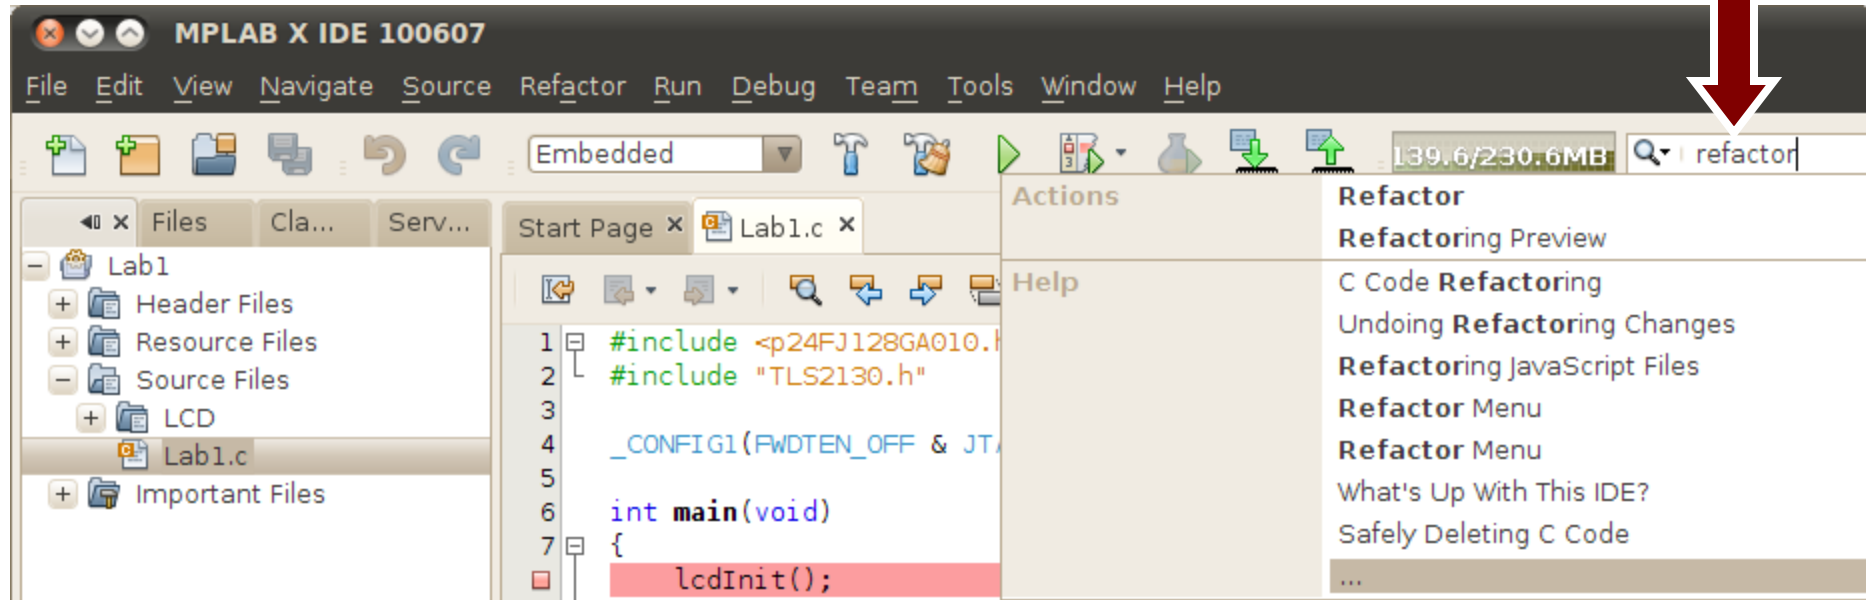 MPLAB X IDE 100607
File Edit View Navigate Source Refactor Run Debug Team Tools Window Help
Embedded
139.6/230.6MB
refactor
Files Cla... Serv...
Lab1
Header Files
Resource Files
Source Files
LCD
Lab1.c
Important Files
Start Page Lab1.c
1 #include <p24FJ128GA010.h
2 #include "TLS2130.h"
3
4 _CONFIG1(FWDTEN_OFF & JT
5
6 int main(void)
7 {
lcdInit();
Actions
Refactor
Refactoring Preview
Help
C Code Refactoring
Undoing Refactoring Changes
Refactoring JavaScript Files
Refactor Menu
Refactor Menu
What's Up With This IDE?
Safely Deleting C Code
...